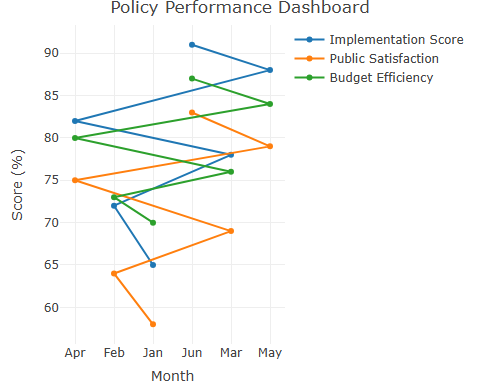 Policy Performance Dashboard
Implementation Score
Public Satisfaction
Budget Efficiency
90
85
80
75
70
65
60
Score (%)
Apr Feb Jan Jun Mar May
Month